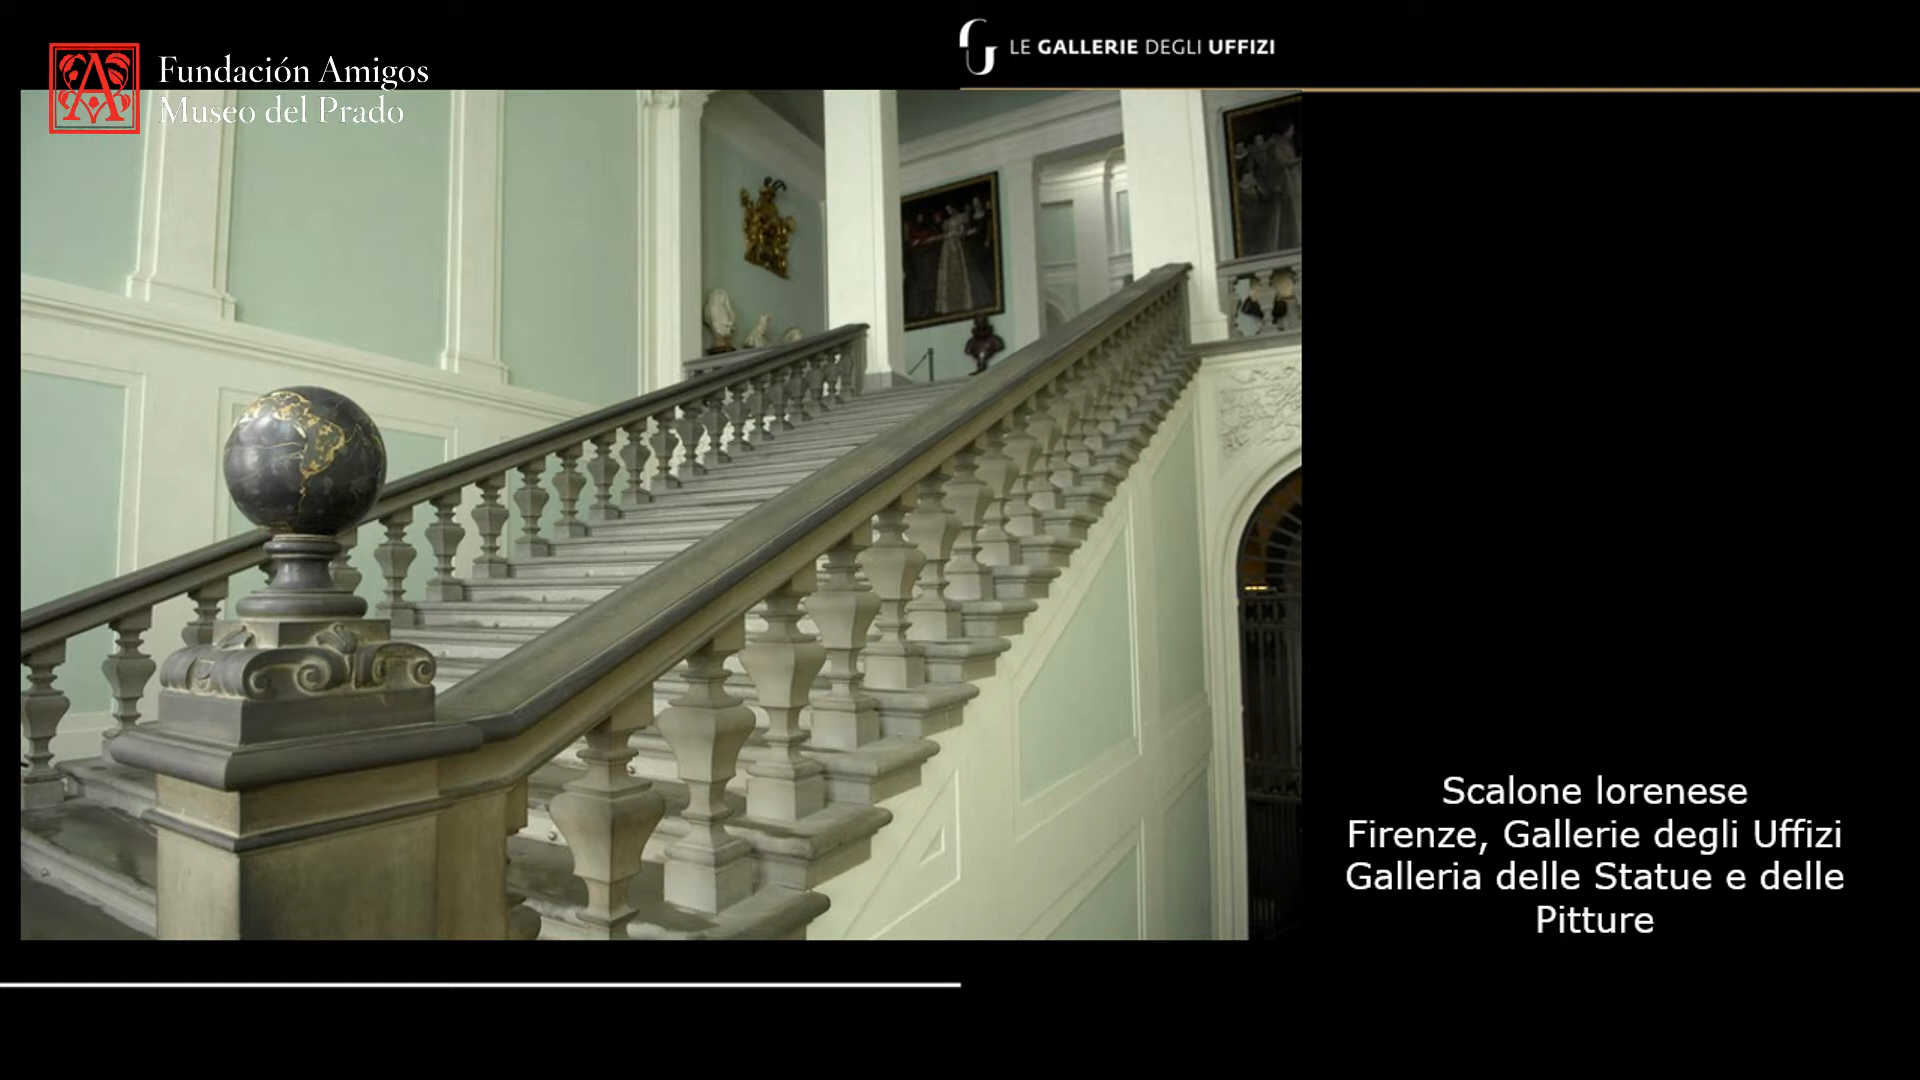 Fundación Amigos
Museo del Prado
LE GALLERIE DEGLI UFFIZI
Scalone lorenese
Firenze, Gallerie degli Uffizi
Galleria delle Statue e delle
Pitture